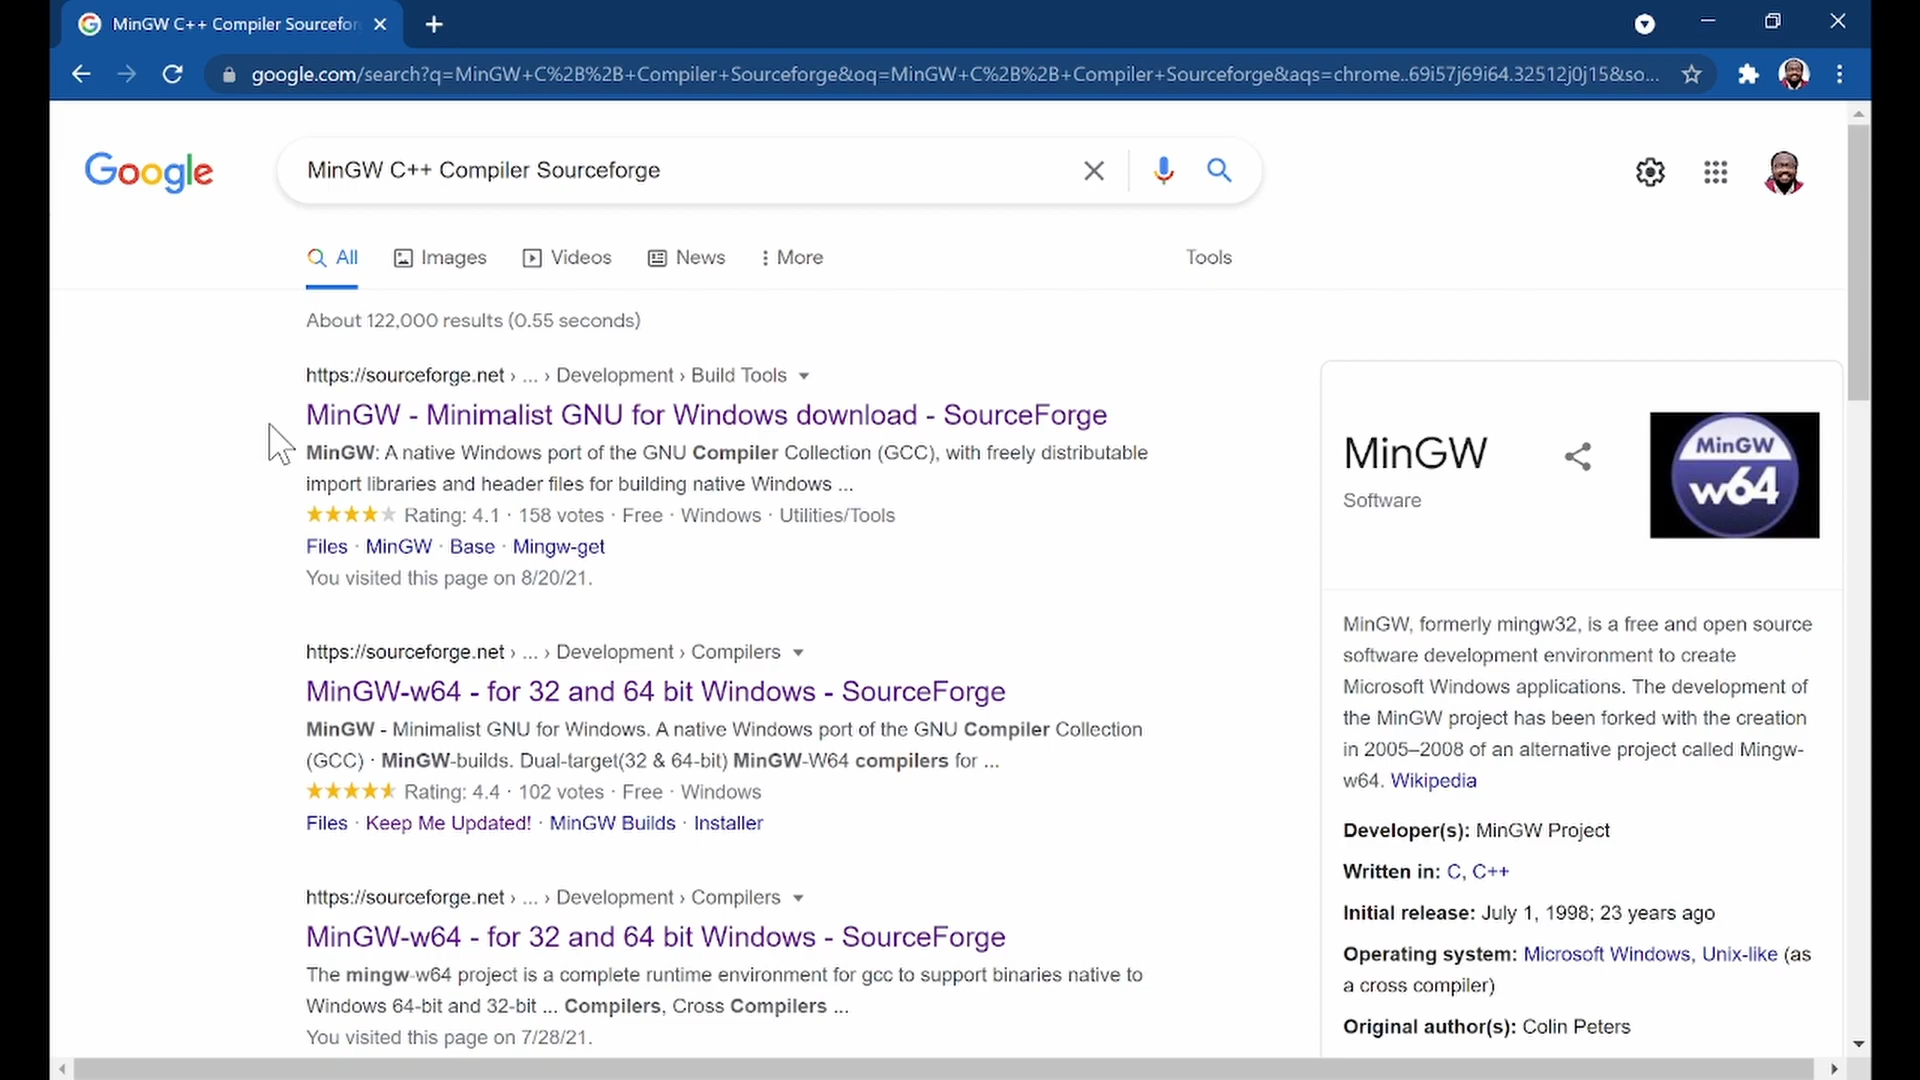 MinGW C++ Compiler Sourcefor
google.com/search?q=MinGW+C%2B%2B+Compiler+Sourceforge&oq=MinGW+C%2B%2B+Compiler+Sourceforge&aqs=chrome..69i57j69i64.32512j0j15&so...
Google
MinGW C++ Compiler Sourceforge
All Images Videos News More Tools
About 122,000 results (0.55 seconds)
https://sourceforge.net › ... › Development › Build Tools
MinGW - Minimalist GNU for Windows download - SourceForge
MinGW: A native Windows port of the GNU Compiler Collection (GCC), with freely distributable
import libraries and header files for building native Windows ...
Rating: 4.1 · 158 votes · Free · Windows · Utilities/Tools
Files · MinGW · Base · Mingw-get
You visited this page on 8/20/21.
https://sourceforge.net › ... › Development › Compilers
MinGW-w64 - for 32 and 64 bit Windows - SourceForge
MinGW - Minimalist GNU for Windows. A native Windows port of the GNU Compiler Collection
(GCC) · MinGW-builds. Dual-target(32 & 64-bit) MinGW-W64 compilers for ...
Rating: 4.4 · 102 votes · Free · Windows
Files · Keep Me Updated! · MinGW Builds · Installer
https://sourceforge.net › ... › Development › Compilers
MinGW-w64 - for 32 and 64 bit Windows - SourceForge
The mingw-w64 project is a complete runtime environment for gcc to support binaries native to
Windows 64-bit and 32-bit ... Compilers, Cross Compilers ...
You visited this page on 7/28/21.
MinGW
Software
MinGW
w64
MinGW, formerly mingw32, is a free and open source
software development environment to create
Microsoft Windows applications. The development of
the MinGW project has been forked with the creation
in 2005–2008 of an alternative project called Mingw-
w64. Wikipedia
Developer(s): MinGW Project
Written in: C, C++
Initial release: July 1, 1998; 23 years ago
Operating system: Microsoft Windows, Unix-like (as
a cross compiler)
Original author(s): Colin Peters